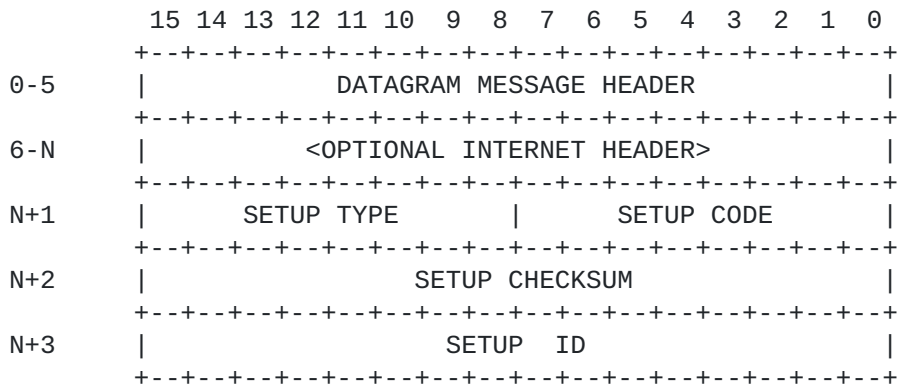 15 14 13 12 11 10  9  8  7  6  5  4  3  2  1  0
        +--+--+--+--+--+--+--+--+--+--+--+--+--+--+--+--+
0-5     |            DATAGRAM MESSAGE HEADER            |
        +--+--+--+--+--+--+--+--+--+--+--+--+--+--+--+--+
6-N     |          <OPTIONAL INTERNET HEADER>           |
        +--+--+--+--+--+--+--+--+--+--+--+--+--+--+--+--+
N+1     |      SETUP TYPE       |      SETUP CODE       |
        +--+--+--+--+--+--+--+--+--+--+--+--+--+--+--+--+
N+2     |                 SETUP CHECKSUM                |
        +--+--+--+--+--+--+--+--+--+--+--+--+--+--+--+--+
N+3     |                   SETUP  ID                   |
        +--+--+--+--+--+--+--+--+--+--+--+--+--+--+--+--+